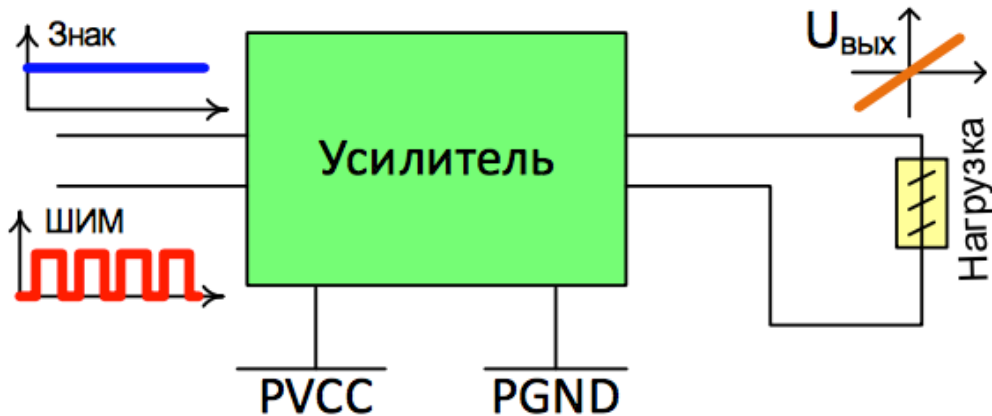 Знак
Uвых
Усилитель
ШИМ
Нагрузка
PVCC
PGND